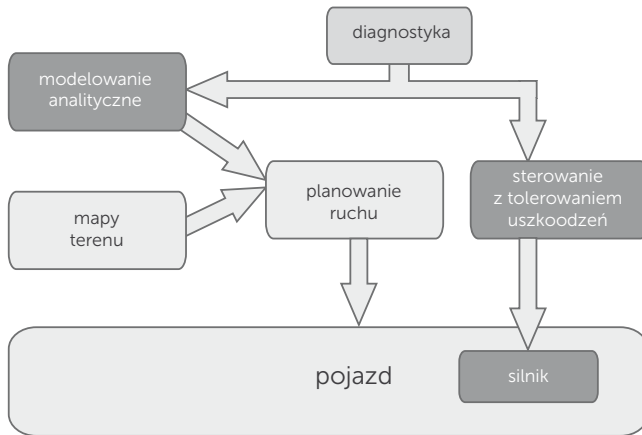 diagnostyka
modelowanie
analityczne
mapy
terenu
planowanie
ruchu
sterowanie
z tolerowaniem
uszkoodzeń
pojazd
silnik